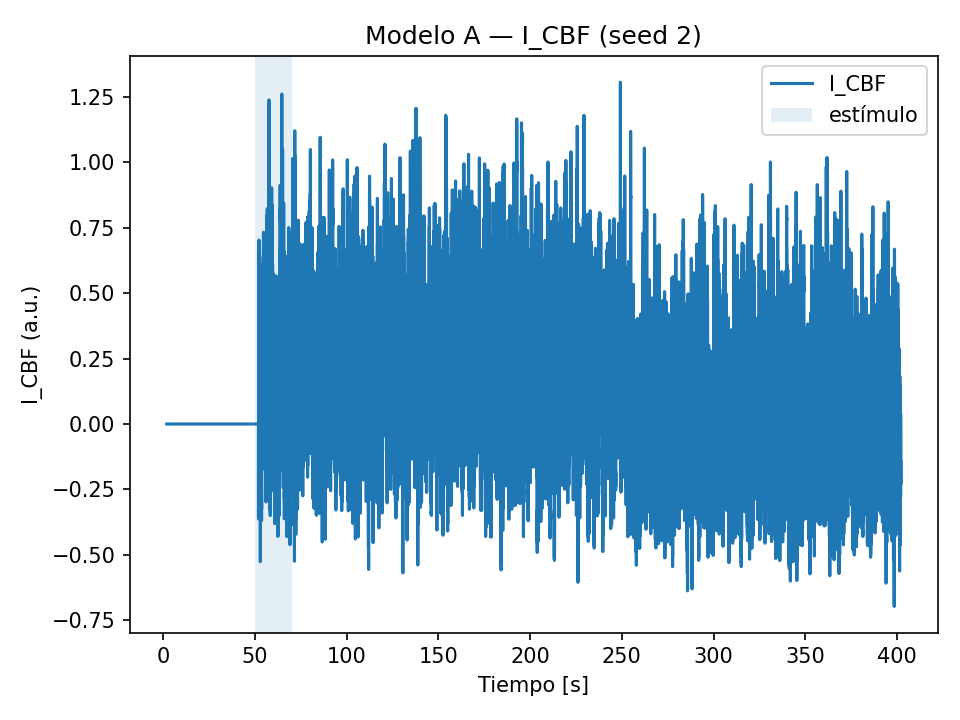 Modelo A — I_CBF (seed 2)
I_CBF
estímulo
I_CBF (a.u.)
1.25
1.00
0.75
0.50
0.25
0.00
−0.25
−0.50
−0.75
0 50 100 150 200 250 300 350 400
Tiempo [s]